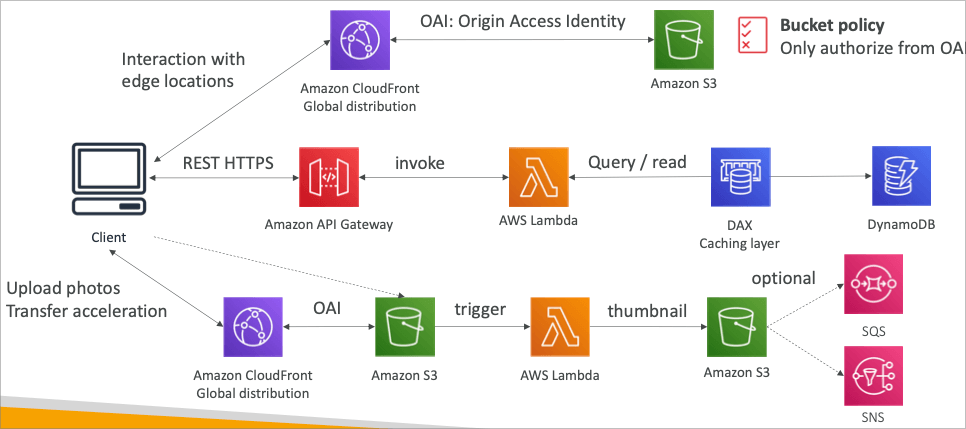 OAI: Origin Access Identity
Bucket policy
Only authorize from OAI
Interaction with
edge locations
Amazon CloudFront
Global distribution
Amazon S3
REST HTTPS
invoke
Query / read
Amazon API Gateway
AWS Lambda
DAX
Caching layer
DynamoDB
Client
Upload photos
Transfer acceleration
OAI
trigger
thumbnail
optional
SQS
Amazon CloudFront
Global distribution
Amazon S3
AWS Lambda
Amazon S3
SNS